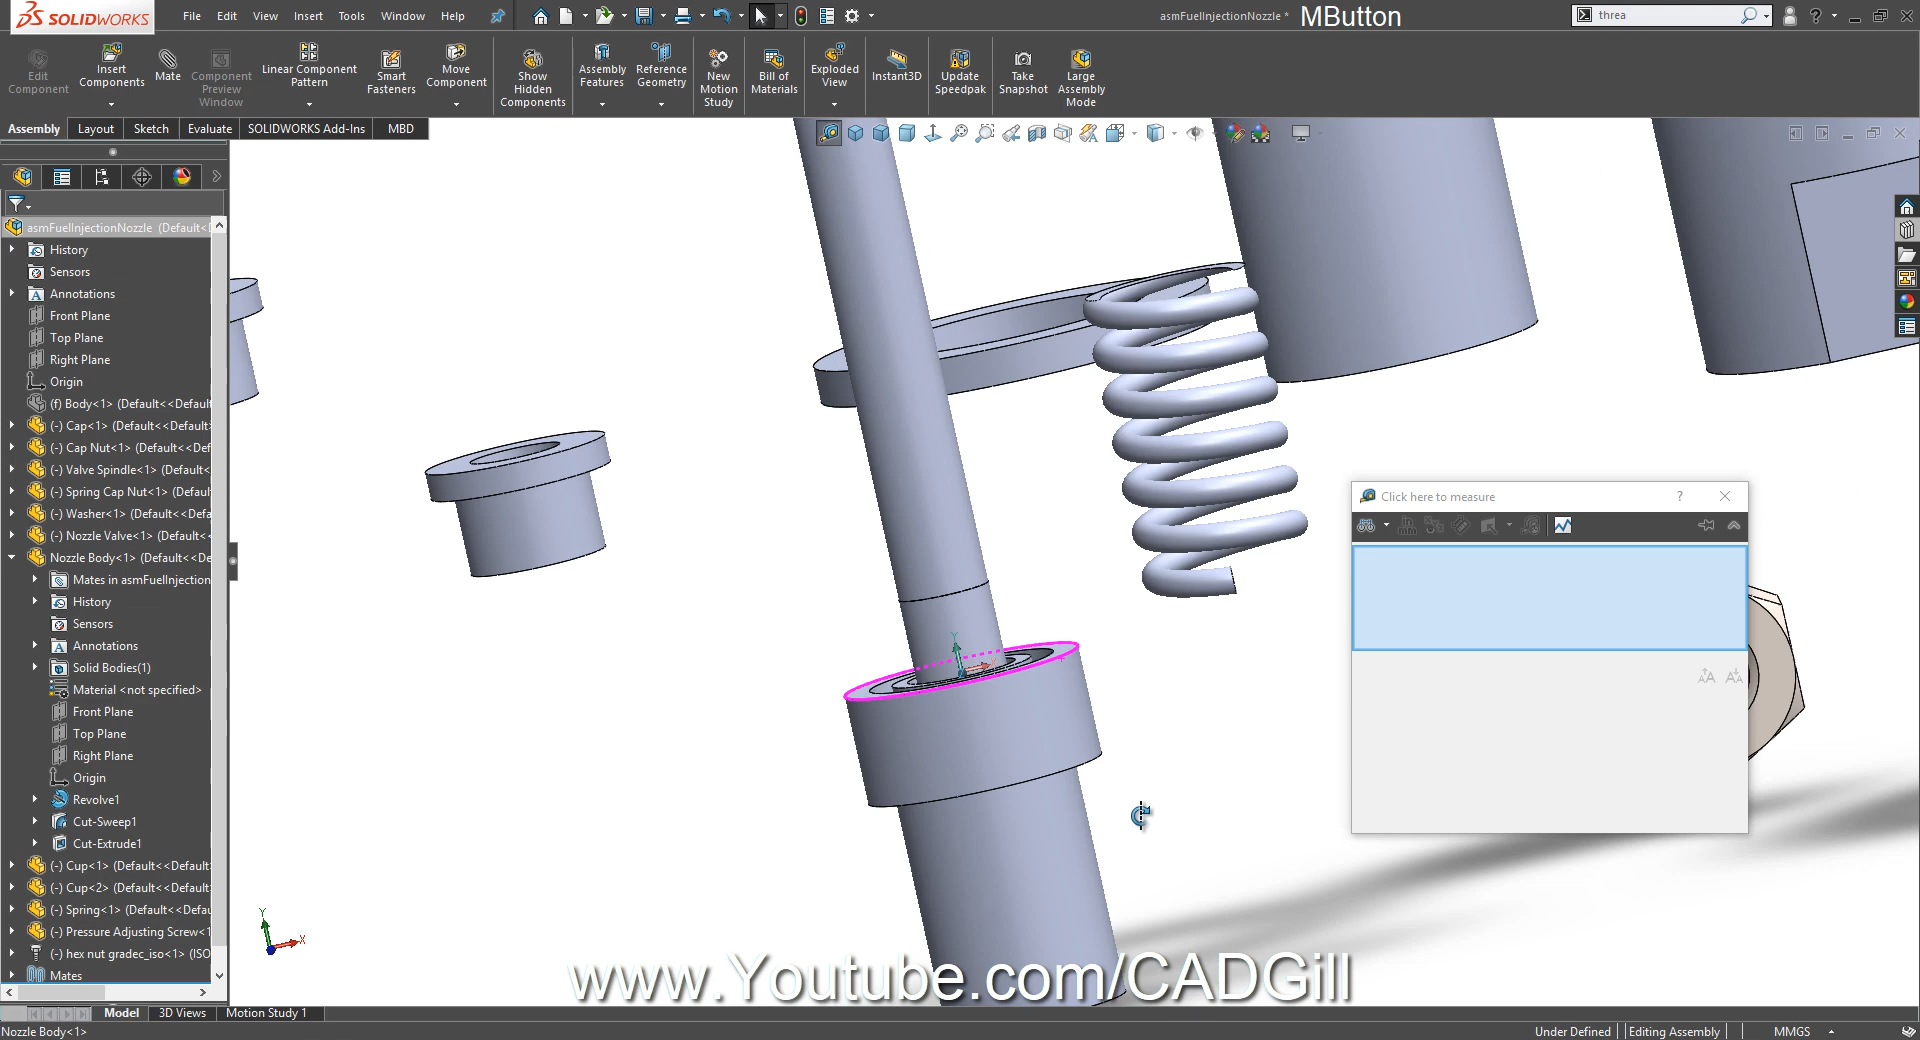 SOLIDWORKS
File Edit View Insert Tools Window Help
asmFuelInjectionNozzle * MButton
threa
Edit Component
Insert Components
Mate
Component Preview Window
Linear Component Pattern
Smart Fasteners
Move Component
Show Hidden Components
Assembly Features
Reference Geometry
New Motion Study
Bill of Materials
Exploded View
Instant3D
Update Speedpak
Take Snapshot
Large Assembly Mode
Assembly Layout Sketch Evaluate SOLIDWORKS Add-Ins MBD
asmFuelInjectionNozzle (Default<
History
Sensors
Annotations
Front Plane
Top Plane
Right Plane
Origin
(f) Body<1> (Default<<Default
(-) Cap<1> (Default<<Default
(-) Cap Nut<1> (Default<<Def
(-) Valve Spindle<1> (Default<
(-) Spring Cap Nut<1> (Defaul
(-) Washer<1> (Default<<Defa
(-) Nozzle Valve<1> (Default<
Nozzle Body<1> (Default<<De
Mates in asmFuelInjection
History
Sensors
Annotations
Solid Bodies(1)
Material <not specified>
Front Plane
Top Plane
Right Plane
Origin
Revolve1
Cut-Sweep1
Cut-Extrude1
(-) Cup<1> (Default<<Default
(-) Cup<2> (Default<<Default
(-) Spring<1> (Default<<Defau
(-) Pressure Adjusting Screw<1
(-) hex nut gradec_iso<1> (ISO
Mates
Click here to measure
Y
X
Y
www.Youtube.com/CADGill
Model 3D Views Motion Study 1
Nozzle Body<1>
Under Defined Editing Assembly MMGS